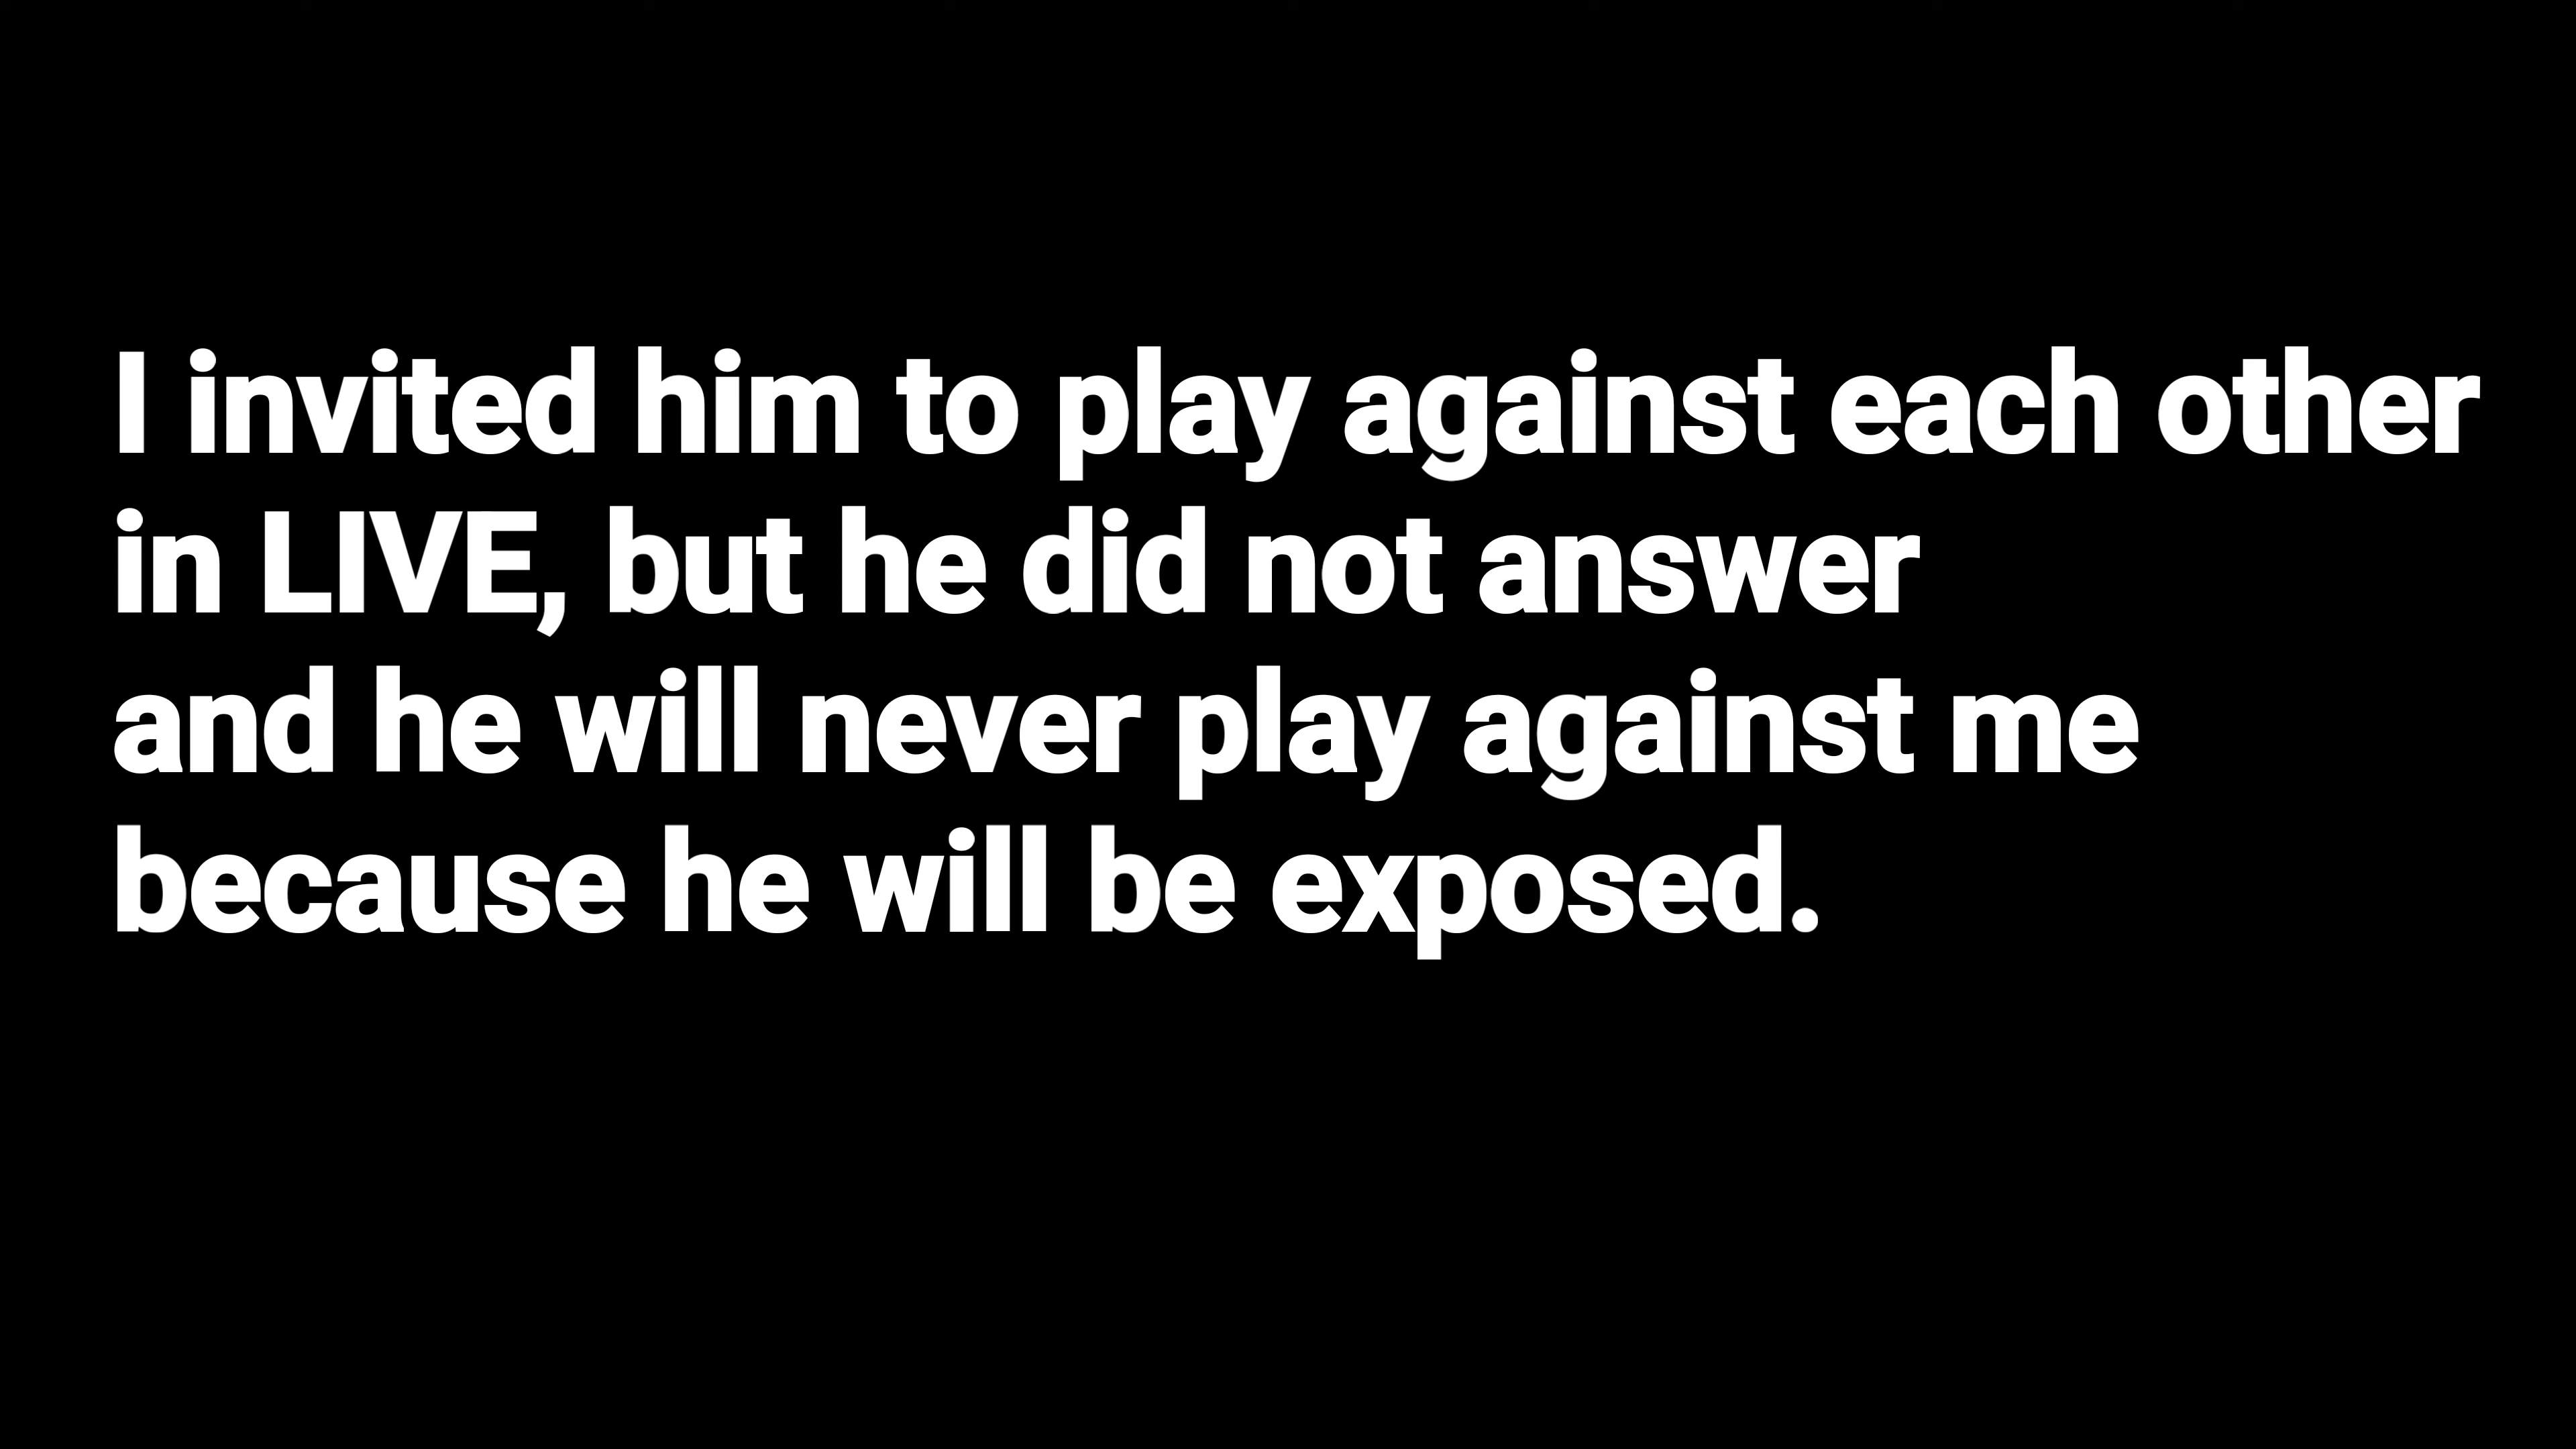 I invited him to play against each other
in LIVE, but he did not answer
and he will never play against me
because he will be exposed.